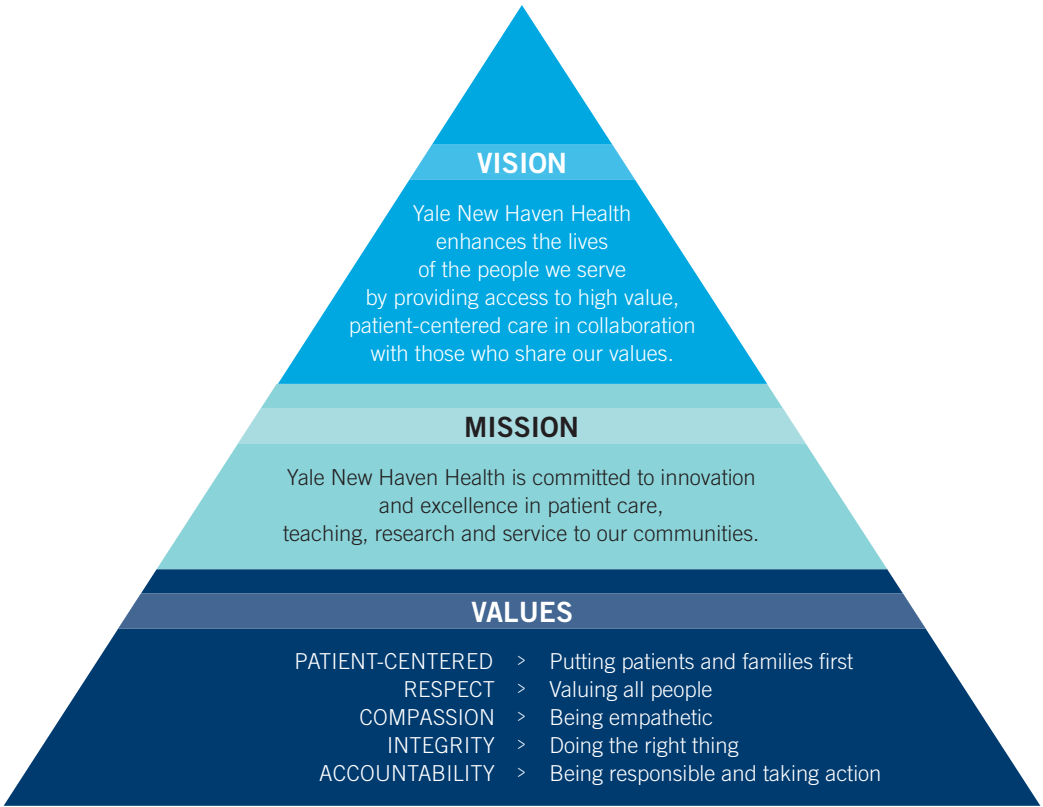 VISION
Yale New Haven Health
enhances the lives
of the people we serve
by providing access to high value,
patient-centered care in collaboration
with those who share our values.
MISSION
Yale New Haven Health is committed to innovation
and excellence in patient care,
teaching, research and service to our communities.
VALUES
PATIENT-CENTERED > Putting patients and families first
RESPECT > Valuing all people
COMPASSION > Being empathetic
INTEGRITY > Doing the right thing
ACCOUNTABILITY > Being responsible and taking action